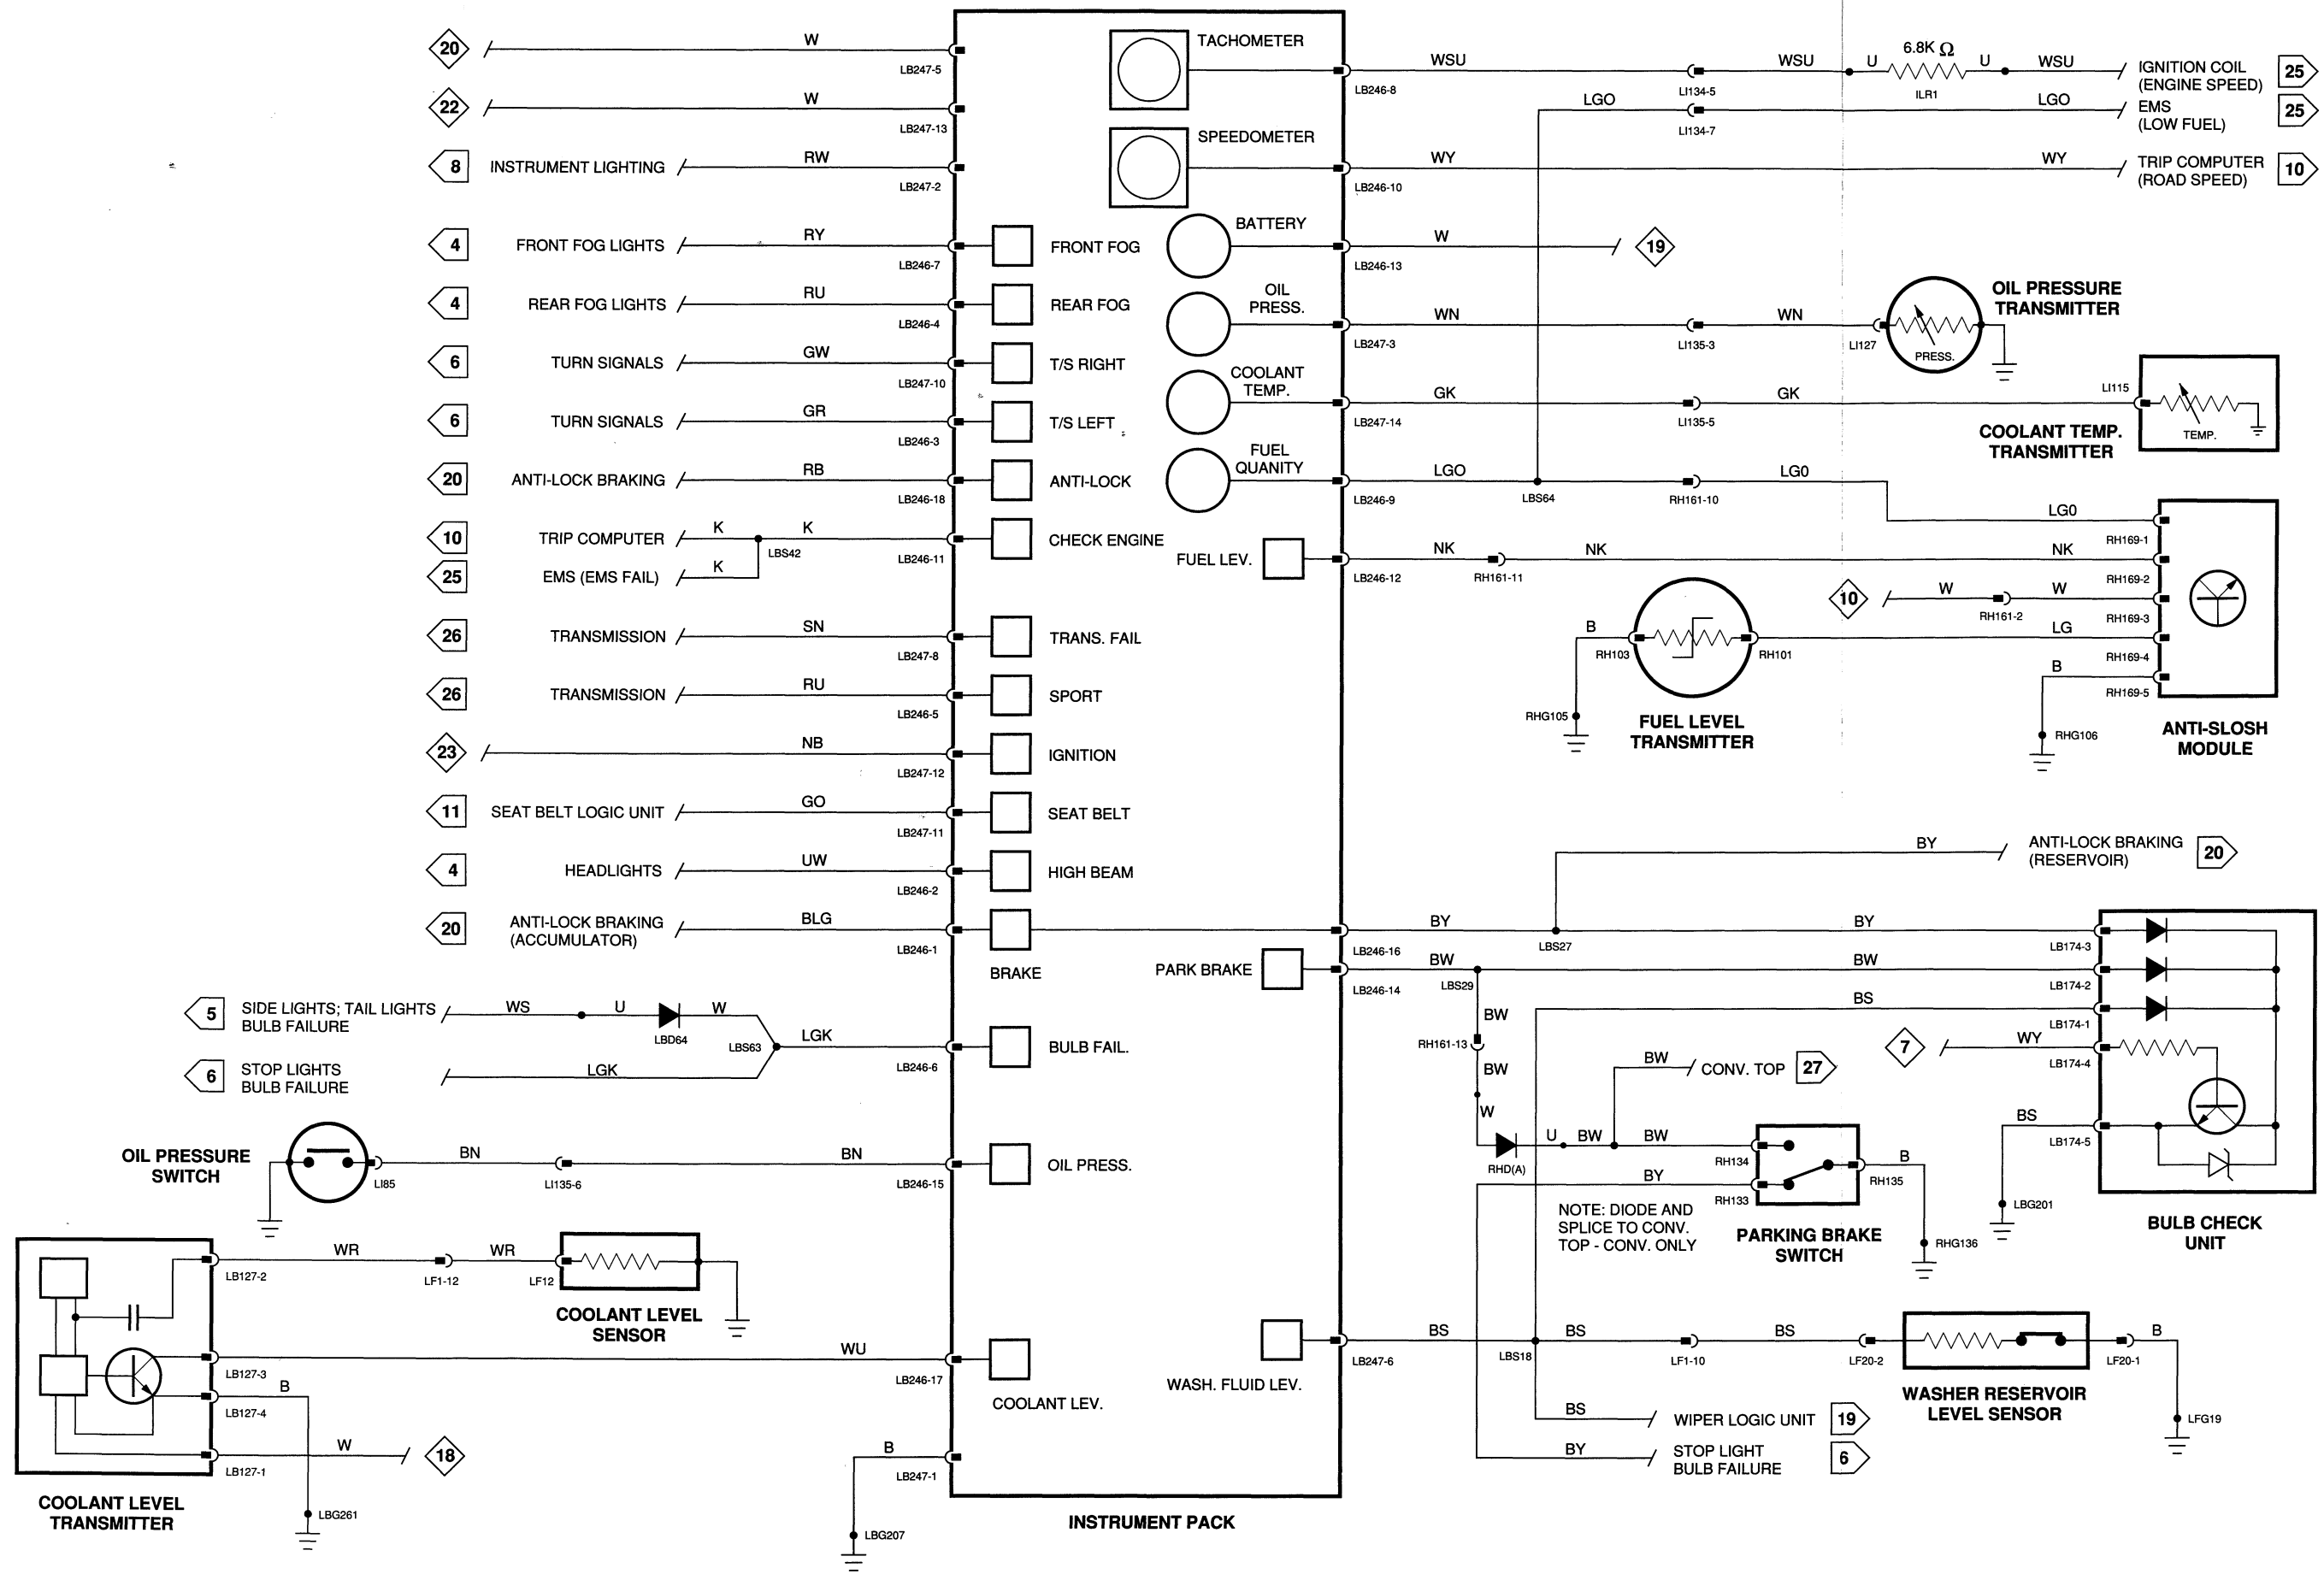 20
W
LB247-5
22
W
LB247-13
8
INSTRUMENT LIGHTING
RW
LB247-2
4
FRONT FOG LIGHTS
RY
LB246-7
FRONT FOG
4
REAR FOG LIGHTS
RU
LB246-4
REAR FOG
6
TURN SIGNALS
GW
LB247-10
T/S RIGHT
6
TURN SIGNALS
GR
LB246-3
T/S LEFT
20
ANTI-LOCK BRAKING
RB
LB246-18
ANTI-LOCK
10
TRIP COMPUTER
K
K
LBS42
LB246-11
CHECK ENGINE
25
EMS (EMS FAIL)
K
26
TRANSMISSION
SN
LB247-8
TRANS. FAIL
26
TRANSMISSION
RU
LB246-5
SPORT
23
NB
LB247-12
IGNITION
11
SEAT BELT LOGIC UNIT
GO
LB247-11
SEAT BELT
4
HEADLIGHTS
UW
LB246-2
HIGH BEAM
20
ANTI-LOCK BRAKING
(ACCUMULATOR)
BLG
LB246-1
BRAKE
5
SIDE LIGHTS; TAIL LIGHTS
BULB FAILURE
WS
U
W
LBD64
LBS63
LGK
LB246-6
BULB FAIL.
6
STOP LIGHTS
BULB FAILURE
LGK
OIL PRESSURE
SWITCH
LI85
BN
LI135-6
BN
LB246-15
OIL PRESS.
LB127-2
WR
LF1-12
WR
LF12
COOLANT LEVEL
SENSOR
LB127-3
WU
LB246-17
COOLANT LEV.
LB127-4
B
LBG261
LB127-1
W
18
COOLANT LEVEL
TRANSMITTER
B
LB247-1
LBG207
INSTRUMENT PACK
TACHOMETER
LB246-8
WSU
LI134-5
WSU
U
6.8K Ω
ILR1
U
WSU
IGNITION COIL
(ENGINE SPEED)
25
LGO
LI134-7
LGO
EMS
(LOW FUEL)
25
SPEEDOMETER
LB246-10
WY
WY
TRIP COMPUTER
(ROAD SPEED)
10
BATTERY
LB246-13
W
19
OIL
PRESS.
LB247-3
WN
LI135-3
WN
LI127
PRESS.
OIL PRESSURE
TRANSMITTER
COOLANT
TEMP.
LB247-14
GK
LI135-5
GK
LI115
TEMP.
COOLANT TEMP.
TRANSMITTER
FUEL
QUANITY
LB246-9
LGO
LBS64
RH161-10
LG0
LG0
RH169-1
FUEL LEV.
LB246-12
NK
RH161-11
NK
NK
RH169-2
10
W
RH161-2
W
RH169-3
B
RH103
RH101
LG
RH169-4
RHG105
FUEL LEVEL
TRANSMITTER
B
RH169-5
RHG106
ANTI-SLOSH
MODULE
BY
ANTI-LOCK BRAKING
(RESERVOIR)
20
LB246-16
BY
LBS27
BY
LB174-3
PARK BRAKE
LB246-14
BW
LBS29
BW
LB174-2
BS
LB174-1
BW
RH161-13
BW
W
7
WY
LB174-4
BW
CONV. TOP
27
RHD(A)
U
BW
BW
RH134
BY
RH133
RH135
B
RHG136
NOTE: DIODE AND
SPLICE TO CONV.
TOP - CONV. ONLY
PARKING BRAKE
SWITCH
BS
LB174-5
LBG201
BULB CHECK
UNIT
WASH. FLUID LEV.
LB247-6
BS
LBS18
BS
LF1-10
BS
LF20-2
LF20-1
B
LFG19
WASHER RESERVOIR
LEVEL SENSOR
BS
WIPER LOGIC UNIT
19
BY
STOP LIGHT
BULB FAILURE
6